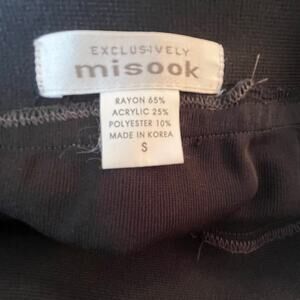 EXCLUSIVELY
misook
RAYON 65%
ACRYLIC 25%
POLYESTER 10%
MADE IN KOREA
S